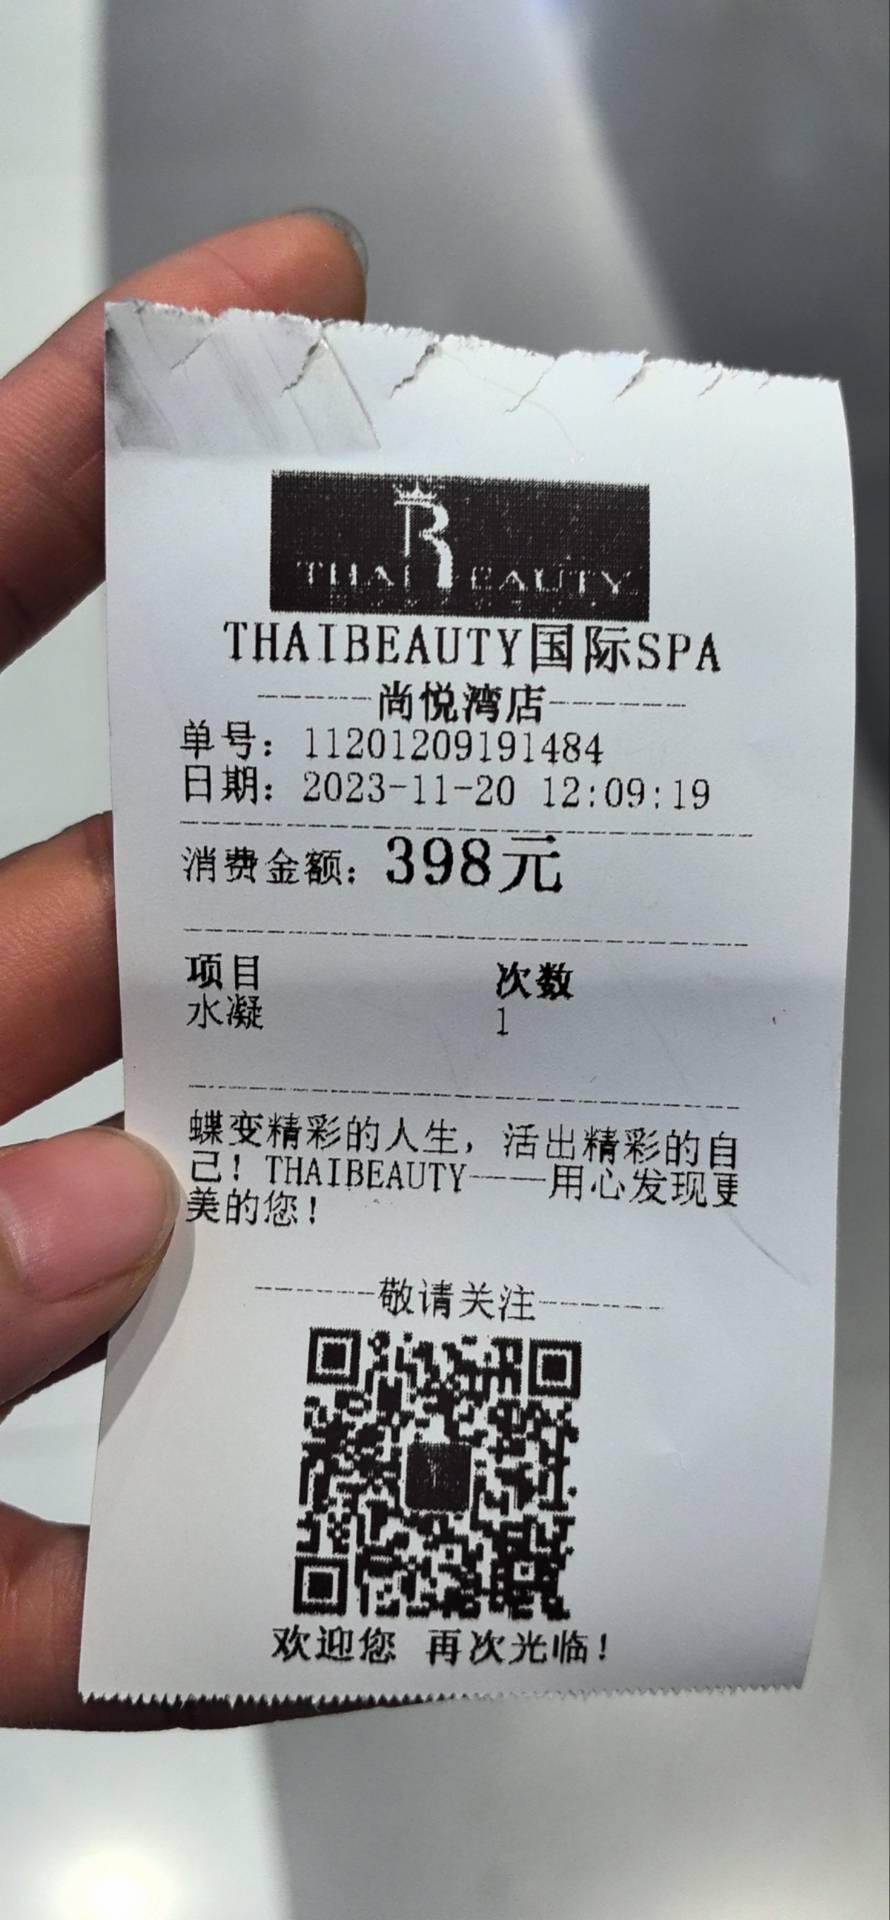 THAI BEAUTY
THAIBEAUTY国际SPA
------尚悦湾店------
单号：11201209191484
日期：2023-11-20 12:09:19
消费金额：398元
项目 次数
水凝 1
蝶变精彩的人生，活出精彩的自
己！THAIBEAUTY——用心发现更
美的您！
------敬请关注------
欢迎您 再次光临！